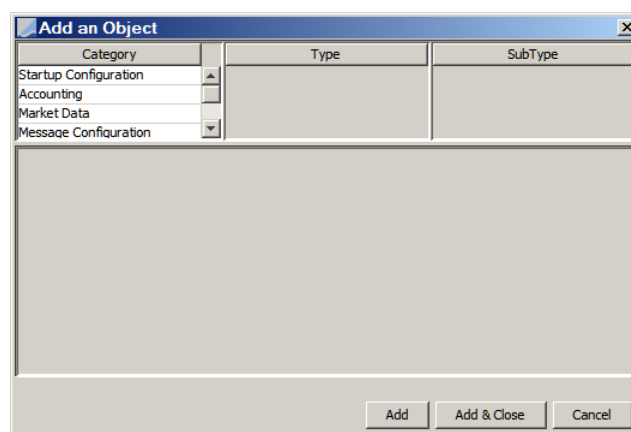 Add an Object
Category Type SubType
Startup Configuration
Accounting
Market Data
Message Configuration
Add Add & Close Cancel